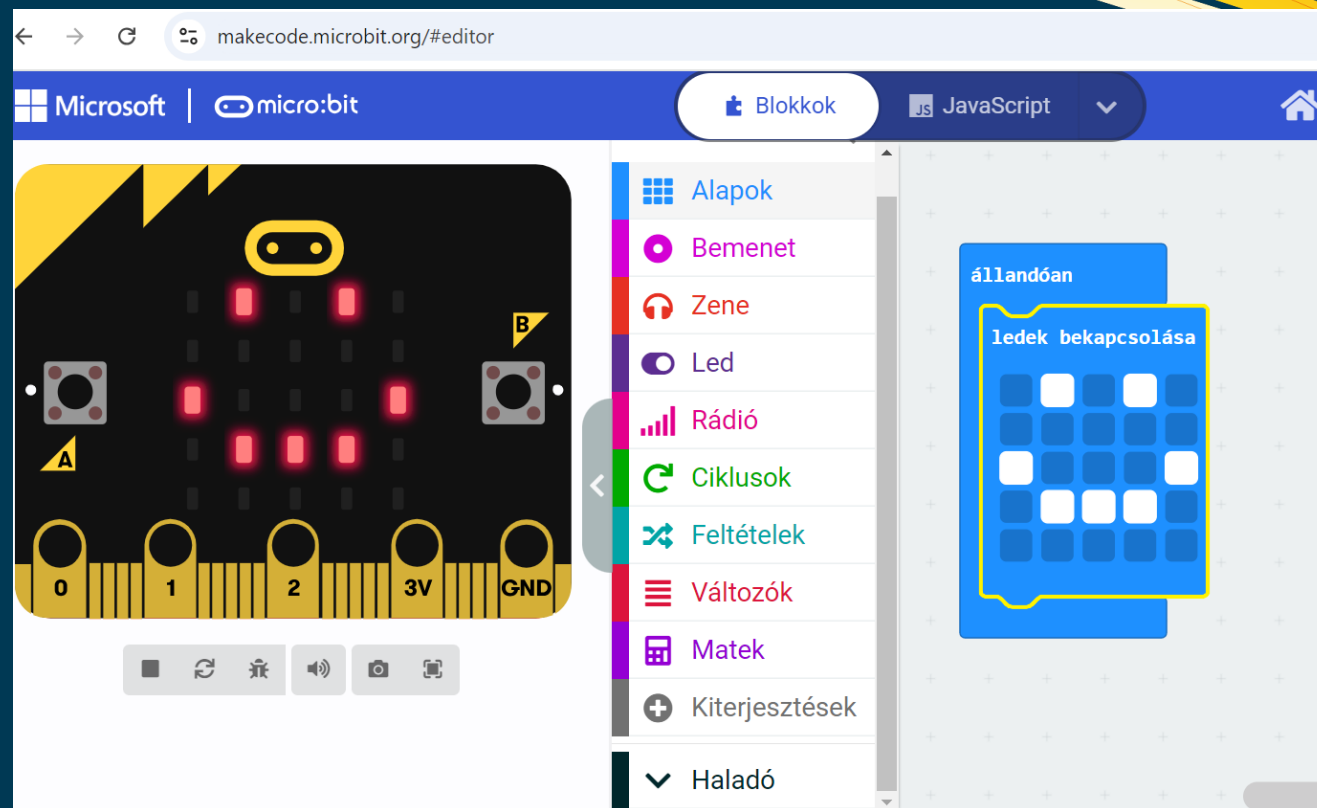 makecode.microbit.org/#editor
Microsoft
micro:bit
Blokkok
JS JavaScript
Alapok
Bemenet
Zene
Led
Rádió
Ciklusok
Feltételek
Változók
Matek
Kiterjesztések
Haladó
B
A
0 1 2 3V GND
állandóan
ledek bekapcsolása